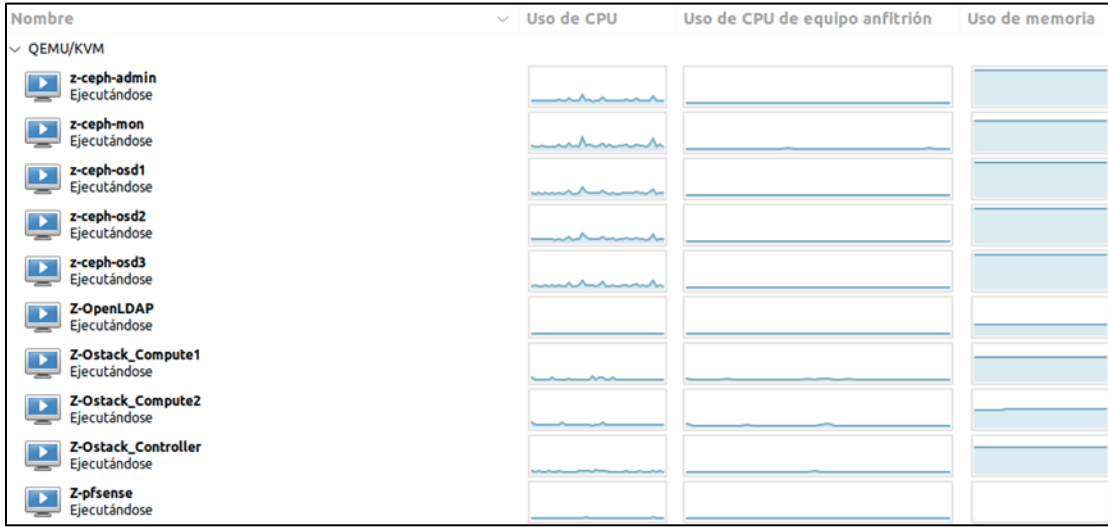 Nombre Uso de CPU Uso de CPU de equipo anfitrión Uso de memoria
QEMU/KVM
z-ceph-admin
Ejecutándose
z-ceph-mon
Ejecutándose
z-ceph-osd1
Ejecutándose
z-ceph-osd2
Ejecutándose
z-ceph-osd3
Ejecutándose
Z-OpenLDAP
Ejecutándose
Z-Ostack_Compute1
Ejecutándose
Z-Ostack_Compute2
Ejecutándose
Z-Ostack_Controller
Ejecutándose
Z-pfsense
Ejecutándose